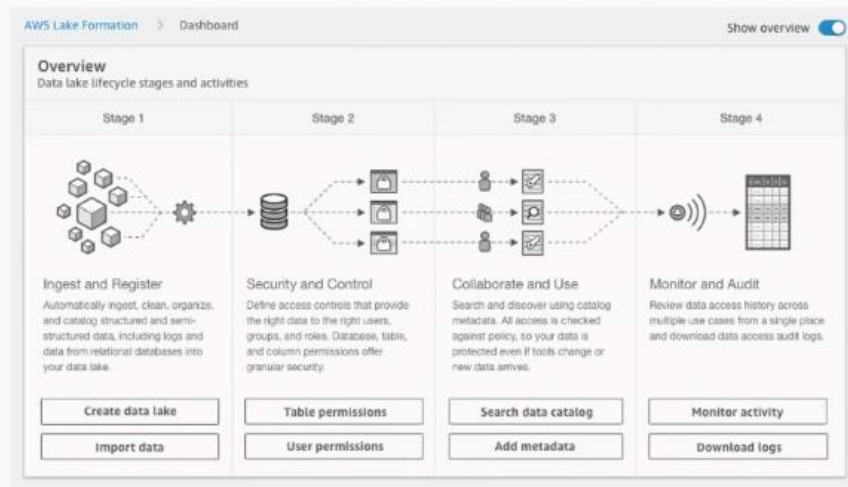 AWS Lake Formation > Dashboard
Show overview
Overview
Data lake lifecycle stages and activities
Stage 1
Stage 2
Stage 3
Stage 4
Ingest and Register
Automatically ingest, clean, organize,
and catalog structured and semi-
structured data, including logs and
data from relational databases into
your data lake.
Security and Control
Define access controls that provide
the right data to the right users,
groups, and roles. Database, table,
and column permissions offer
granular security.
Collaborate and Use
Search and discover using catalog
metadata. All access is checked
against policy, so your data is
protected even if tools change or
new data arrives.
Monitor and Audit
Review data access history across
multiple use cases from a single place
and download data access audit logs.
Create data lake
Table permissions
Search data catalog
Monitor activity
Import data
User permissions
Add metadata
Download logs